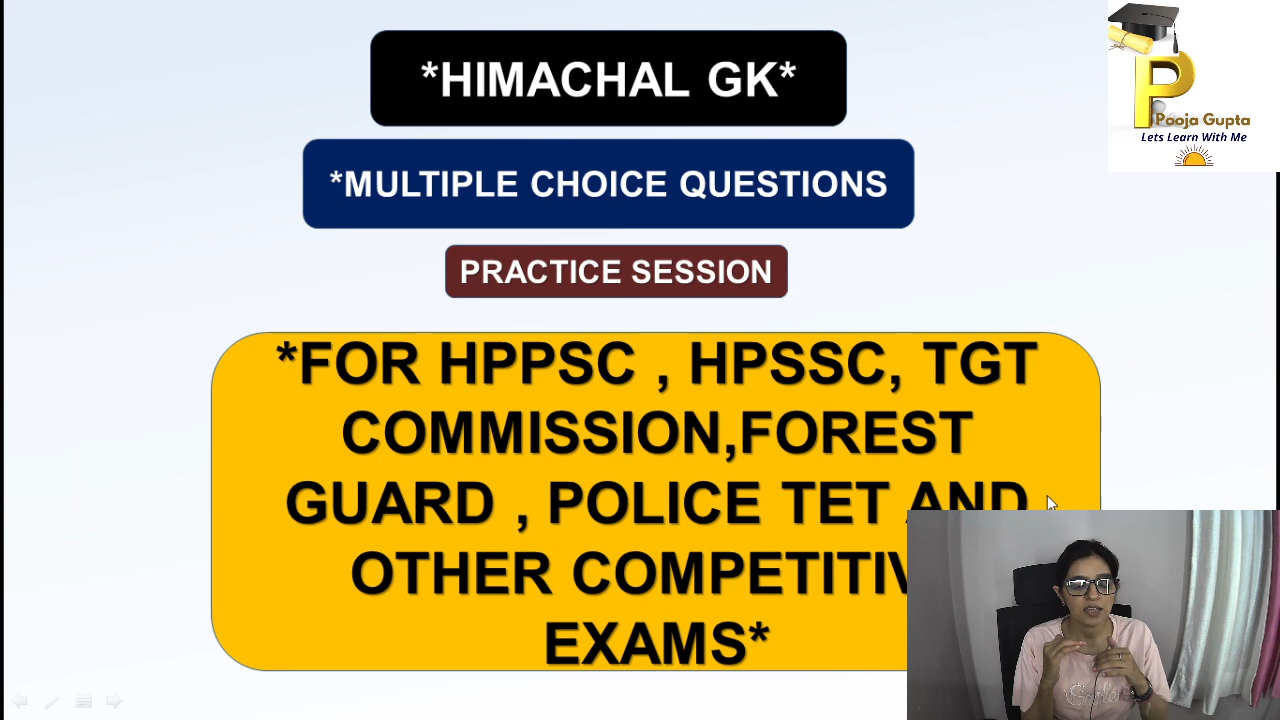 *HIMACHAL GK*
*MULTIPLE CHOICE QUESTIONS
PRACTICE SESSION
*FOR HPPSC , HPSSC, TGT
COMMISSION,FOREST
GUARD , POLICE TET AND
OTHER COMPETITIV
EXAMS*
P
Pooja Gupta
Lets Learn With Me